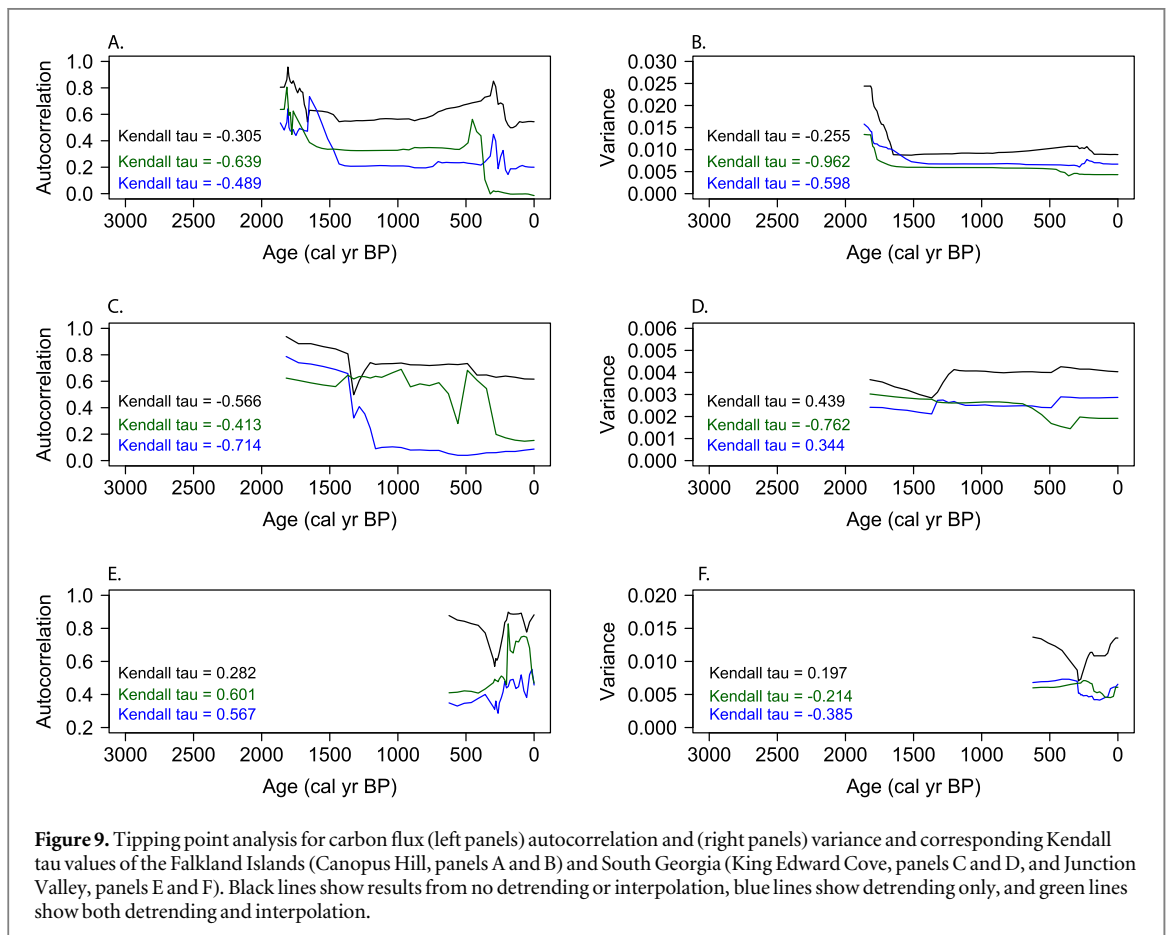 A.
Autocorrelation
1.0
0.8
0.6
0.4
0.2
0.0
Kendall tau = -0.305
Kendall tau = -0.639
Kendall tau = -0.489
3000 2500 2000 1500 1000 500 0
Age (cal yr BP)
B.
Variance
0.030
0.025
0.020
0.015
0.010
0.005
0.000
Kendall tau = -0.255
Kendall tau = -0.962
Kendall tau = -0.598
3000 2500 2000 1500 1000 500 0
Age (cal yr BP)
C.
Autocorrelation
1.0
0.8
0.6
0.4
0.2
0.0
Kendall tau = -0.566
Kendall tau = -0.413
Kendall tau = -0.714
3000 2500 2000 1500 1000 500 0
Age (cal yr BP)
D.
Variance
0.006
0.005
0.004
0.003
0.002
0.001
0.000
Kendall tau = 0.439
Kendall tau = -0.762
Kendall tau = 0.344
3000 2500 2000 1500 1000 500 0
Age (cal yr BP)
E.
Autocorrelation
1.0
0.8
0.6
0.4
0.2
Kendall tau = 0.282
Kendall tau = 0.601
Kendall tau = 0.567
3000 2500 2000 1500 1000 500 0
Age (cal yr BP)
F.
Variance
0.020
0.015
0.010
0.005
0.000
Kendall tau = 0.197
Kendall tau = -0.214
Kendall tau = -0.385
3000 2500 2000 1500 1000 500 0
Age (cal yr BP)
Figure 9. Tipping point analysis for carbon flux (left panels) autocorrelation and (right panels) variance and corresponding Kendall
tau values of the Falkland Islands (Canopus Hill, panels A and B) and South Georgia (King Edward Cove, panels C and D, and Junction
Valley, panels E and F). Black lines show results from no detrending or interpolation, blue lines show detrending only, and green lines
show both detrending and interpolation.